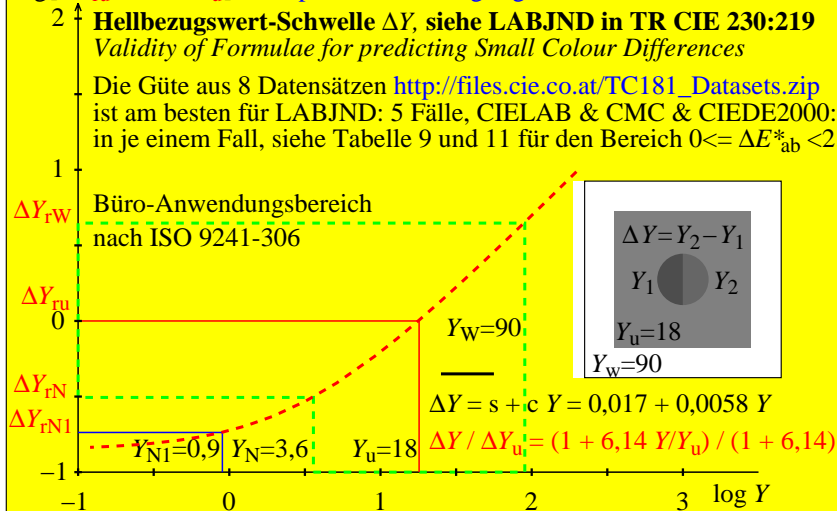 2 Hellbezugswert-Schwelle ΔY, siehe LABJND in TR CIE 230:219
Validity of Formulae for predicting Small Colour Differences
Die Güte aus 8 Datensätzen http://files.cie.co.at/TC181_Datasets.zip
ist am besten für LABJND: 5 Fälle, CIELAB & CMC & CIEDE2000:
in je einem Fall, siehe Tabelle 9 und 11 für den Bereich 0<= ΔE*ab <2
1
Büro-Anwendungsbereich
ΔYrW
nach ISO 9241-306
ΔY=Y2−Y1
Y1 Y2
ΔYru
0
YW=90
Yu=18
Yw=90
ΔYrN
ΔY = s + c Y = 0,017 + 0,0058 Y
ΔYrN1
YN1=0,9 YN=3,6 Yu=18
ΔY / ΔYu = (1 + 6,14 Y/Yu) / (1 + 6,14)
−1
−1 0 1 2 3 log Y